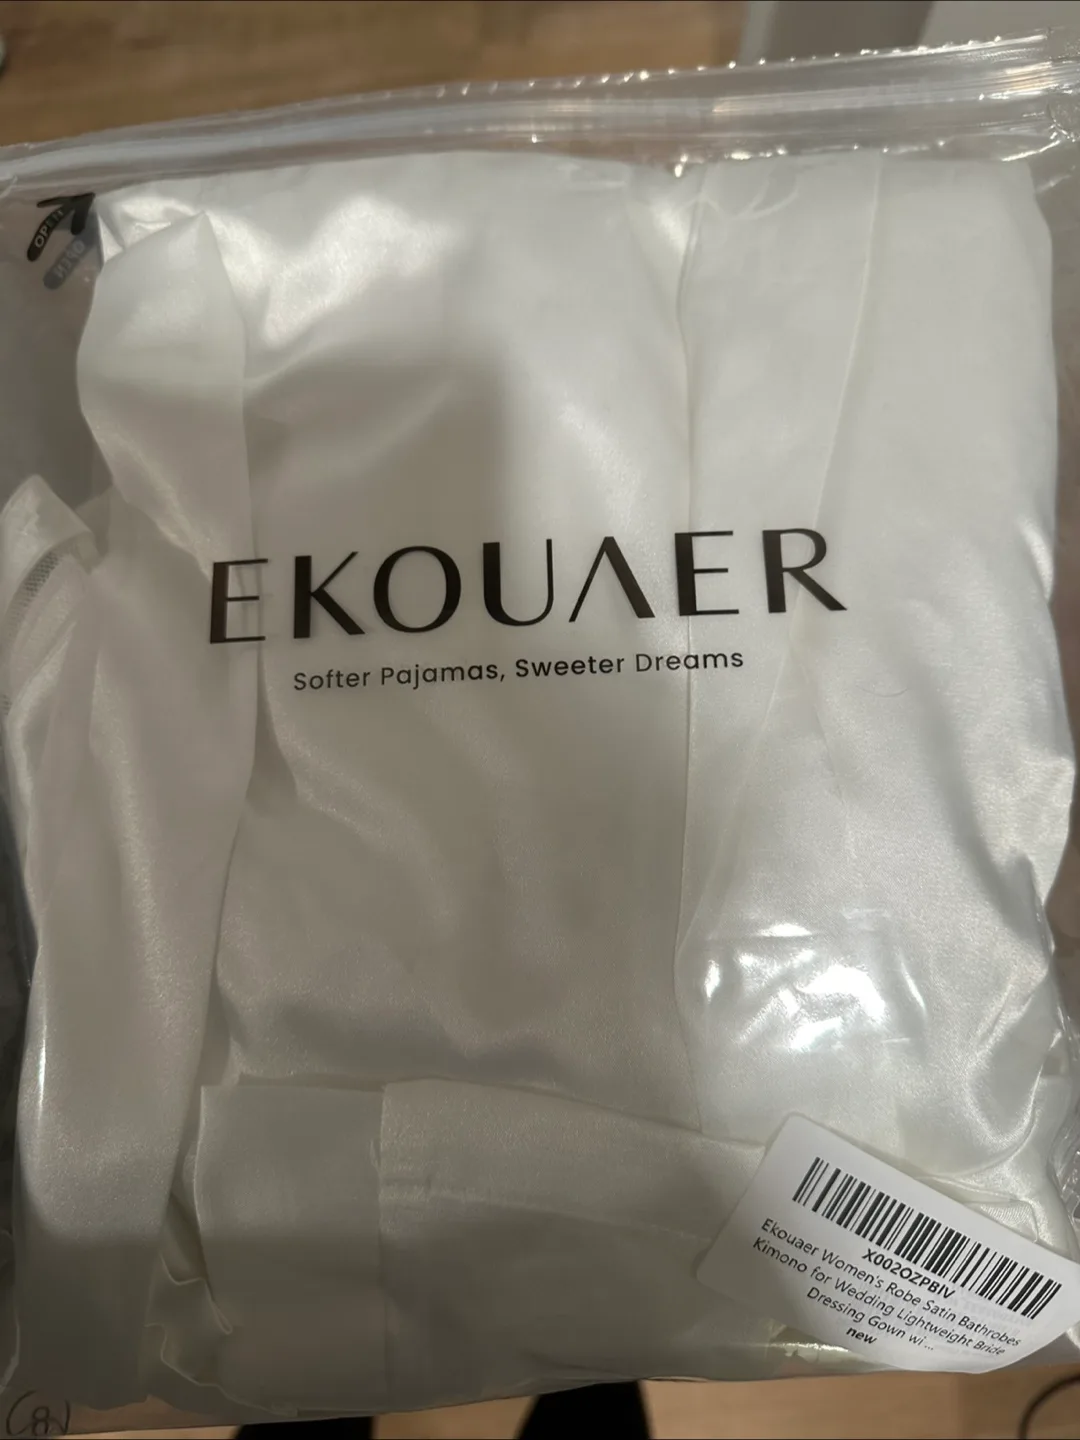 OPEN
EKOUAER
Softer Pajamas, Sweeter Dreams
X002OZPBIV
Ekouaer Women's Robe Satin Bathrobes
Kimono for Wedding Lightweight Bride
Dressing Gown wi...
new